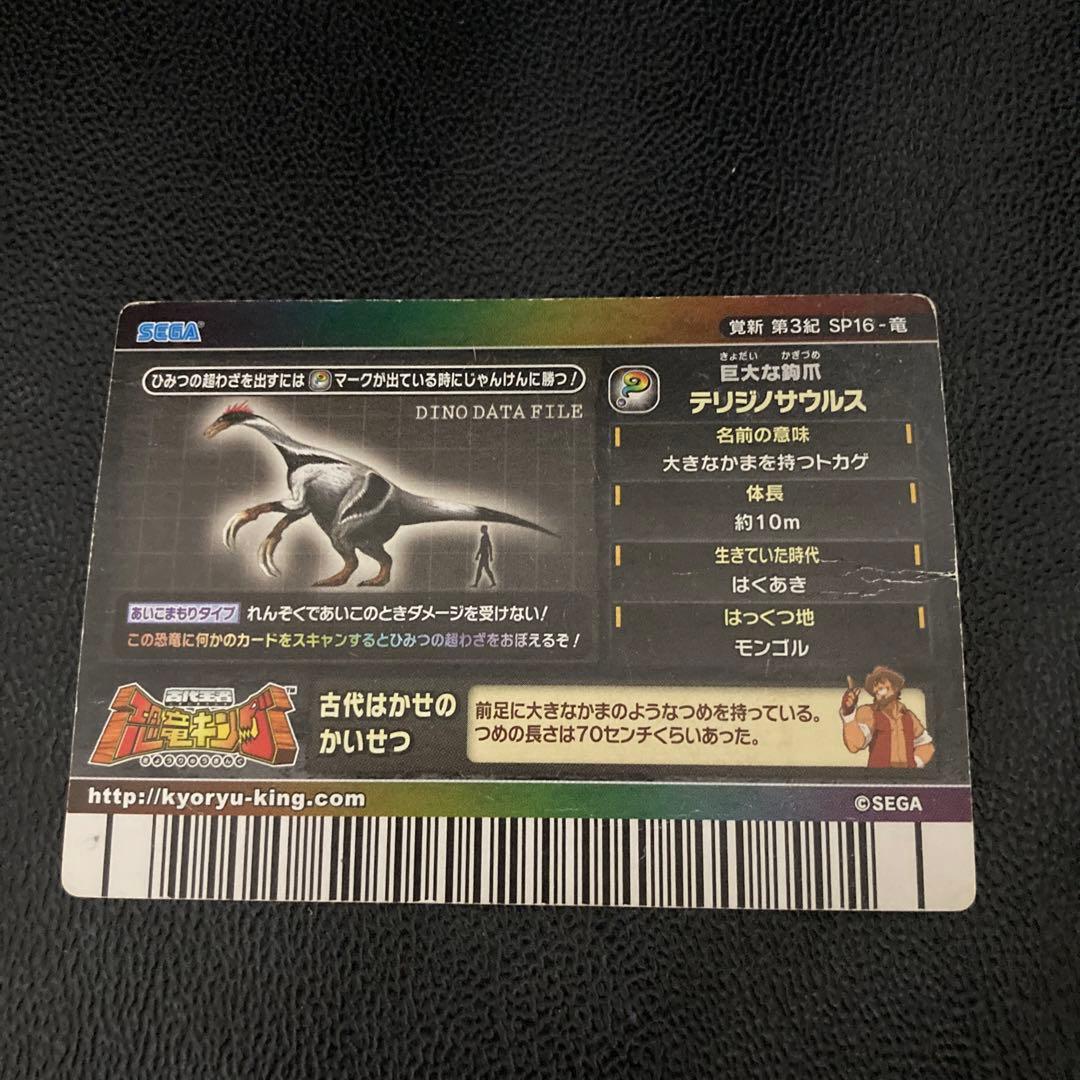 SEGA
覚新 第3紀 SP16-竜
ひみつの超わざを出すには?マークが出ている時にじゃんけんに勝つ!
DINO DATA FILE
あいこまもりタイプ れんぞくであいこのときダメージを受けない!
この恐竜に何かのカードをスキャンするとひみつの超わざをおぼえるぞ!
きょだい かぎづめ
巨大な鉤爪
テリジノサウルス
名前の意味
大きなかまを持つトカゲ
体長
約10m
生きていた時代
はくあき
はっくつ地
モンゴル
古代王者
恐竜キング
TM
古代はかせの
かいせつ
前足に大きなかまのようなつめを持っている。
つめの長さは70センチくらいあった。
http://kyoryu-king.com
©SEGA